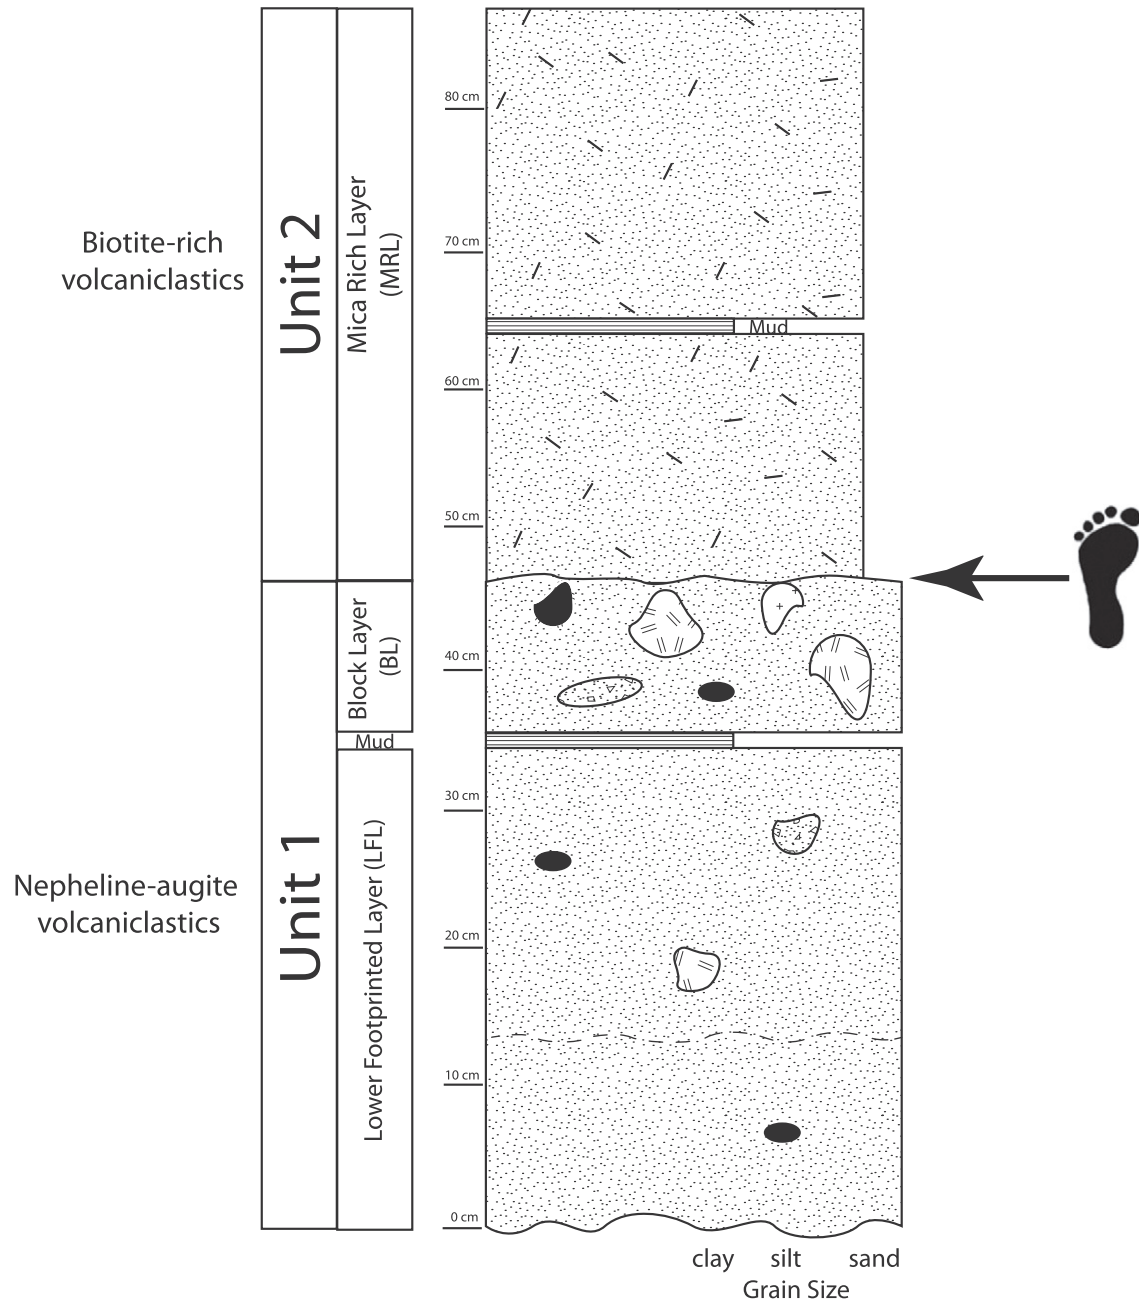 Biotite-rich
volcaniclastics
Unit 2
Mica Rich Layer
(MRL)
80 cm
70 cm
Mud
60 cm
50 cm
Block Layer
(BL)
40 cm
Mud
Nepheline-augite
volcaniclastics
Unit 1
Lower Footprinted Layer (LFL)
30 cm
20 cm
10 cm
0 cm
clay silt sand
Grain Size